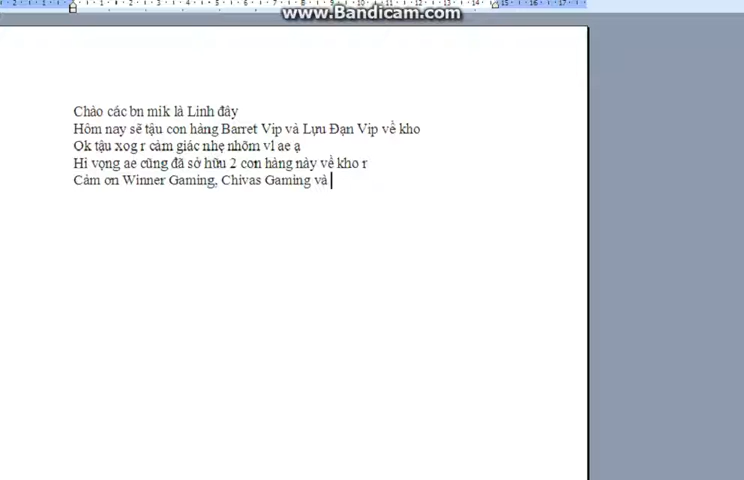 www.Bandicam.com
Chào các bn mik là Linh đây
Hôm nay sẽ tậu con hàng Barret Vip và Lựu Đạn Vip về kho
Ok tậu xog r cảm giác nhẹ nhõm vl ae ạ
Hi vọng ae cũng đã sở hữu 2 con hàng này về kho r
Cảm ơn Winner Gaming, Chivas Gaming và